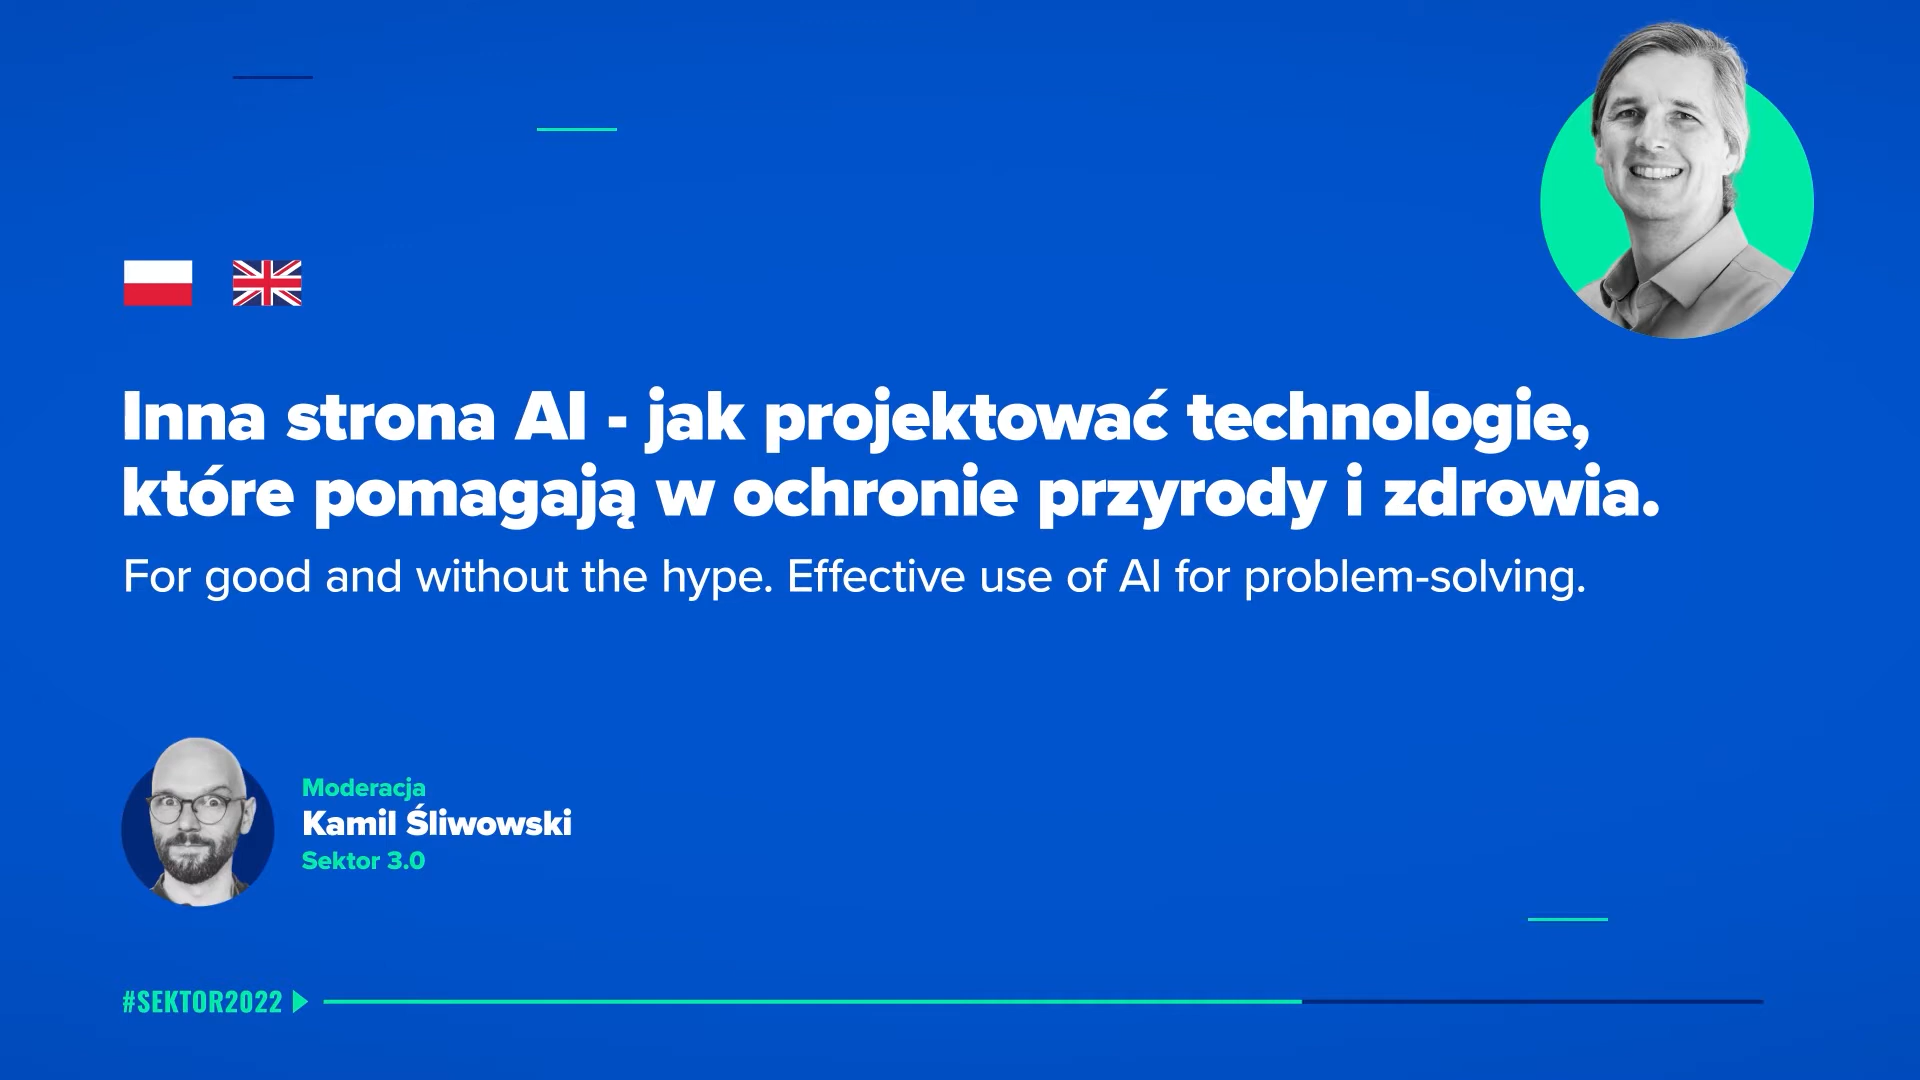 Inna strona AI - jak projektować technologie,
które pomagają w ochronie przyrody i zdrowia.
For good and without the hype. Effective use of AI for problem-solving.
Moderacja
Kamil Śliwowski
Sektor 3.0
#SEKTOR2022